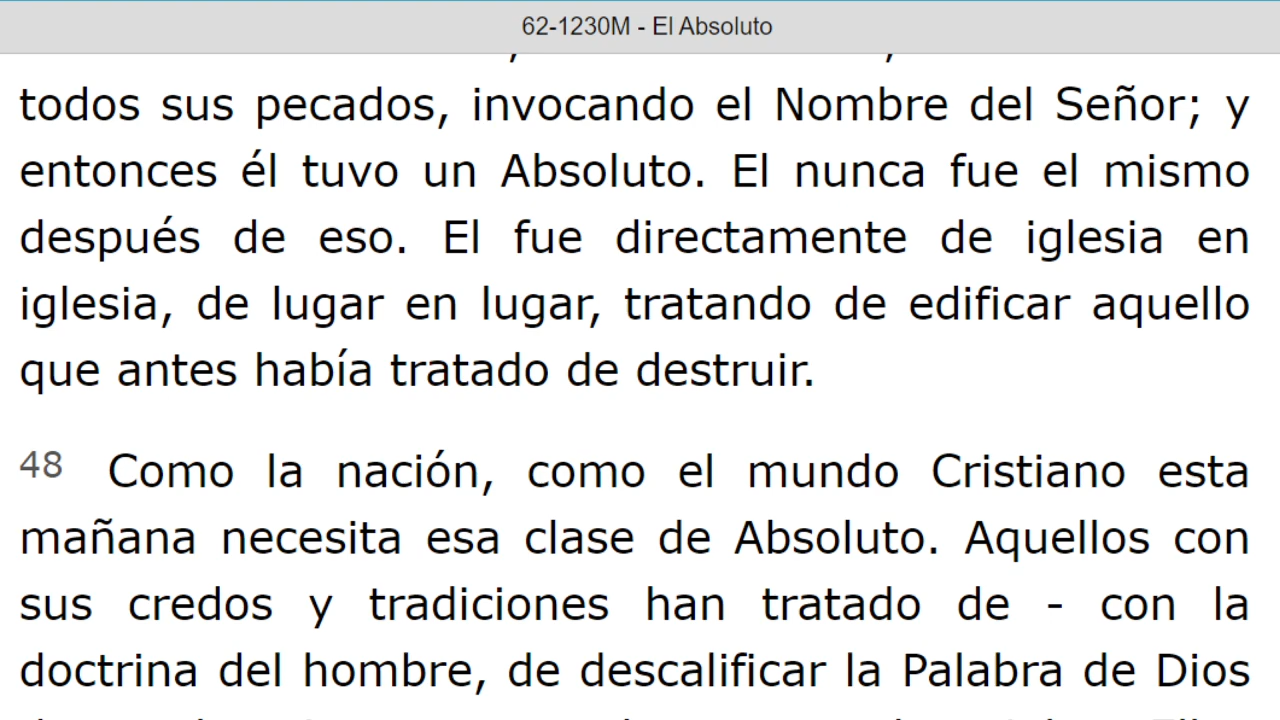 62-1230M - El Absoluto
todos sus pecados, invocando el Nombre del Señor; y
entonces él tuvo un Absoluto. El nunca fue el mismo
después de eso. El fue directamente de iglesia en
iglesia, de lugar en lugar, tratando de edificar aquello
que antes había tratado de destruir.
48 Como la nación, como el mundo Cristiano esta
mañana necesita esa clase de Absoluto. Aquellos con
sus credos y tradiciones han tratado de - con la
doctrina del hombre, de descalificar la Palabra de Dios